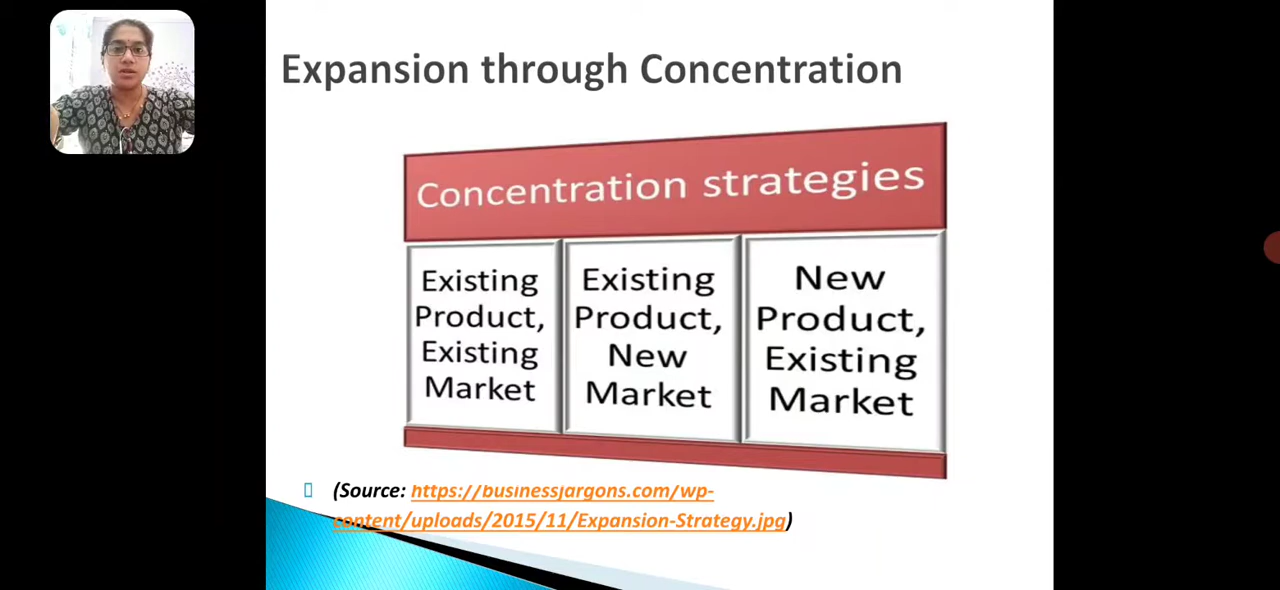 Expansion through Concentration
Concentration strategies
Existing
Product,
Existing
Market
Existing
Product,
New
Market
New
Product,
Existing
Market
(Source: https://businessjargons.com/wp-
content/uploads/2015/11/Expansion-Strategy.jpg)